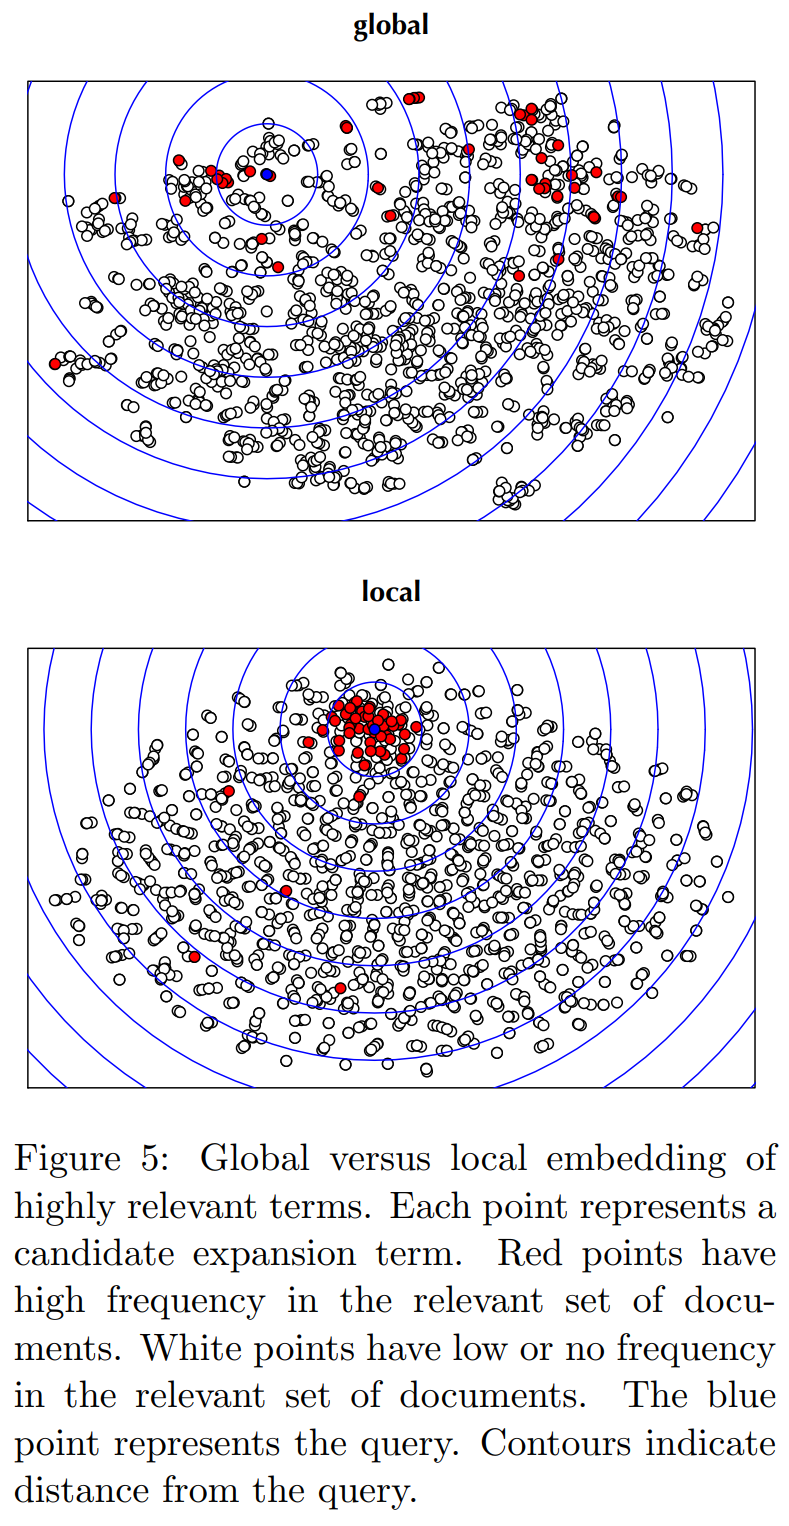 global
local
Figure 5: Global versus local embedding of
highly relevant terms. Each point represents a
candidate expansion term. Red points have
high frequency in the relevant set of docu-
ments. White points have low or no frequency
in the relevant set of documents. The blue
point represents the query. Contours indicate
distance from the query.